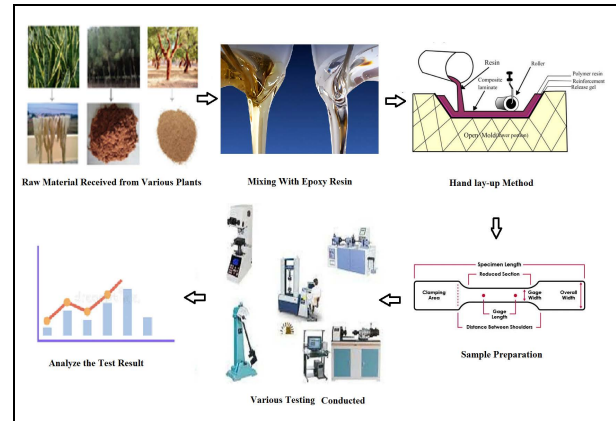 Raw Material Received from Various Plants
Mixing With Epoxy Resin
Resin
Composite
laminate
Roller
Polymer resin
Reinforcement
Release gel
Open Mold (lower portion)
Hand lay-up Method
Specimen Length
Reduced Section
Clamping
Area
Gage
Width
Overall
Width
Gage
Length
Distance Between Shoulders
Sample Preparation
Various Testing Conducted
Analyze the Test Result